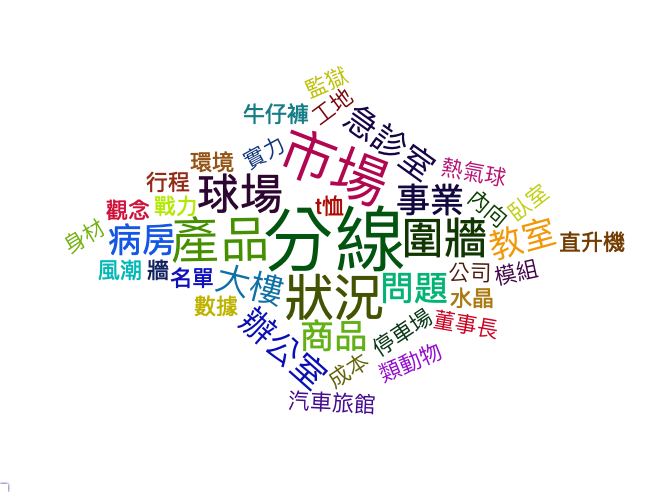 監獄
工地
牛仔褲
急診室
實力
市場
環境
熱氣球
行程
球場
t恤
事業
內向
臥室
觀念
戰力
身材
病房
產品
分線
圍牆
教室
直升機
風潮
牆
名單
大樓
狀況
問題
公司
模組
水晶
數據
辦公室
商品
停車場
董事長
成本
類動物
汽車旅館